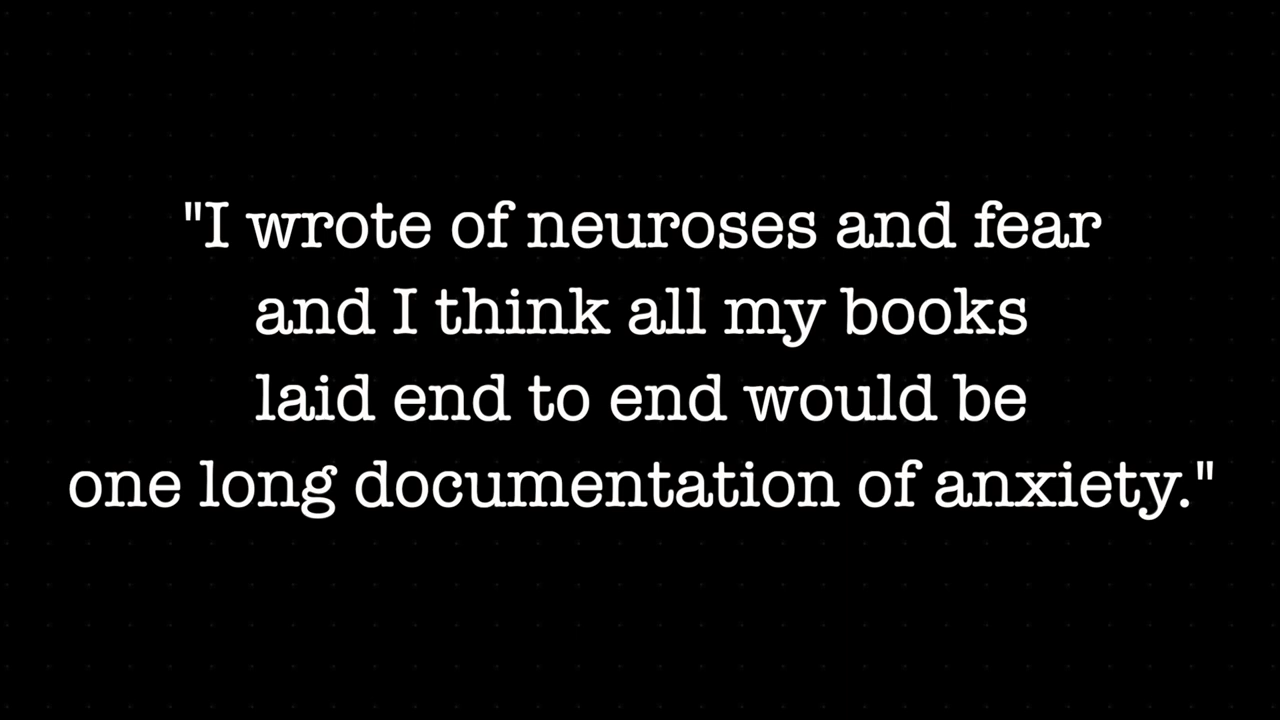 "I wrote of neuroses and fear
and I think all my books
laid end to end would be
one long documentation of anxiety."